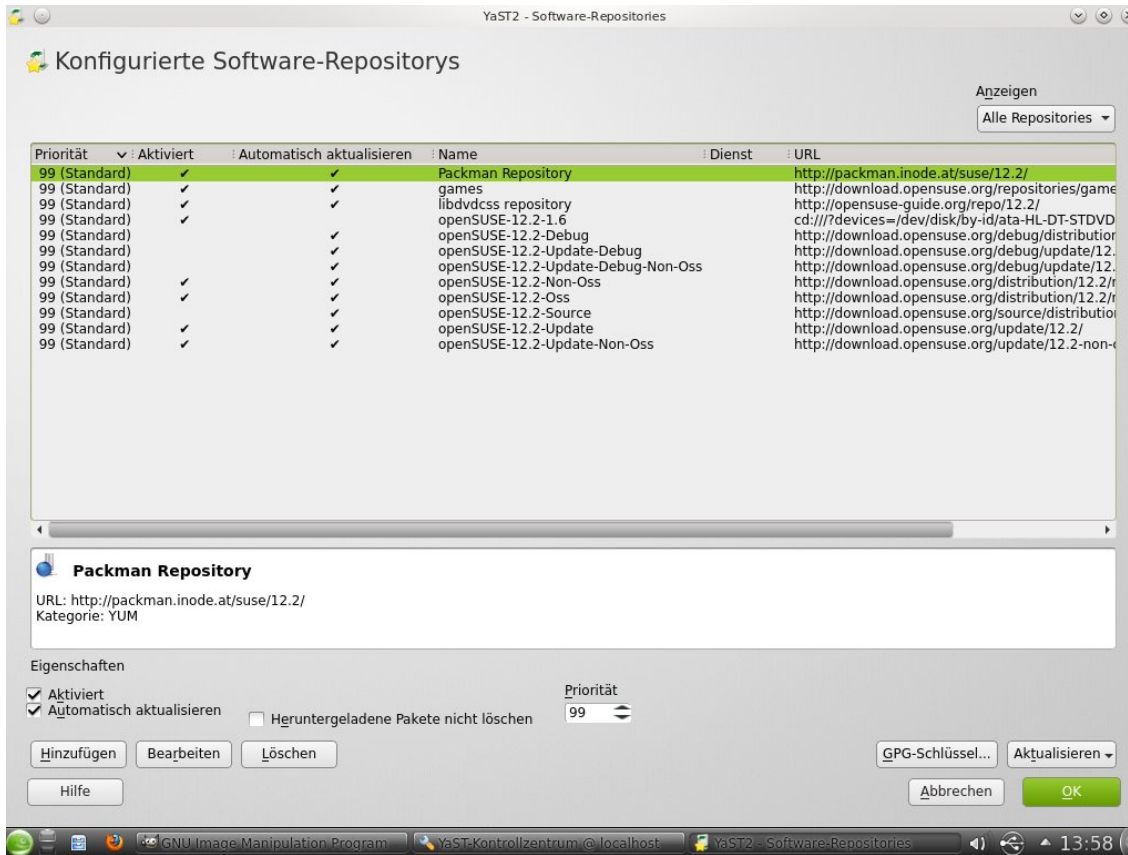 YaST2 - Software-Repositories
Konfigurierte Software-Repositorys
Anzeigen
Alle Repositories
Priorität Aktiviert Automatisch aktualisieren Name Dienst URL
99 (Standard) ✔ ✔ Packman Repository http://packman.inode.at/suse/12.2/
99 (Standard) ✔ ✔ games http://download.opensuse.org/repositories/game
99 (Standard) ✔ ✔ libdvdcss repository http://opensuse-guide.org/repo/12.2/
99 (Standard) ✔ openSUSE-12.2-1.6 cd:///?devices=/dev/disk/by-id/ata-HL-DT-STDVD
99 (Standard) ✔ openSUSE-12.2-Debug http://download.opensuse.org/debug/distribution
99 (Standard) ✔ openSUSE-12.2-Update-Debug http://download.opensuse.org/debug/update/12.
99 (Standard) ✔ openSUSE-12.2-Update-Debug-Non-Oss http://download.opensuse.org/debug/update/12.
99 (Standard) ✔ ✔ openSUSE-12.2-Non-Oss http://download.opensuse.org/distribution/12.2/
99 (Standard) ✔ ✔ openSUSE-12.2-Oss http://download.opensuse.org/distribution/12.2/
99 (Standard) ✔ openSUSE-12.2-Source http://download.opensuse.org/source/distribution
99 (Standard) ✔ ✔ openSUSE-12.2-Update http://download.opensuse.org/update/12.2/
99 (Standard) ✔ ✔ openSUSE-12.2-Update-Non-Oss http://download.opensuse.org/update/12.2-non-
Packman Repository
URL: http://packman.inode.at/suse/12.2/
Kategorie: YUM
Eigenschaften
Aktiviert
Automatisch aktualisieren
Heruntergeladene Pakete nicht löschen
Priorität
99
Hinzufügen Bearbeiten Löschen GPG-Schlüssel... Aktualisieren
Hilfe Abbrechen OK
GNU Image Manipulation Program YaST-Kontrollzentrum @ localhost YaST2 - Software-Repositories 13:58